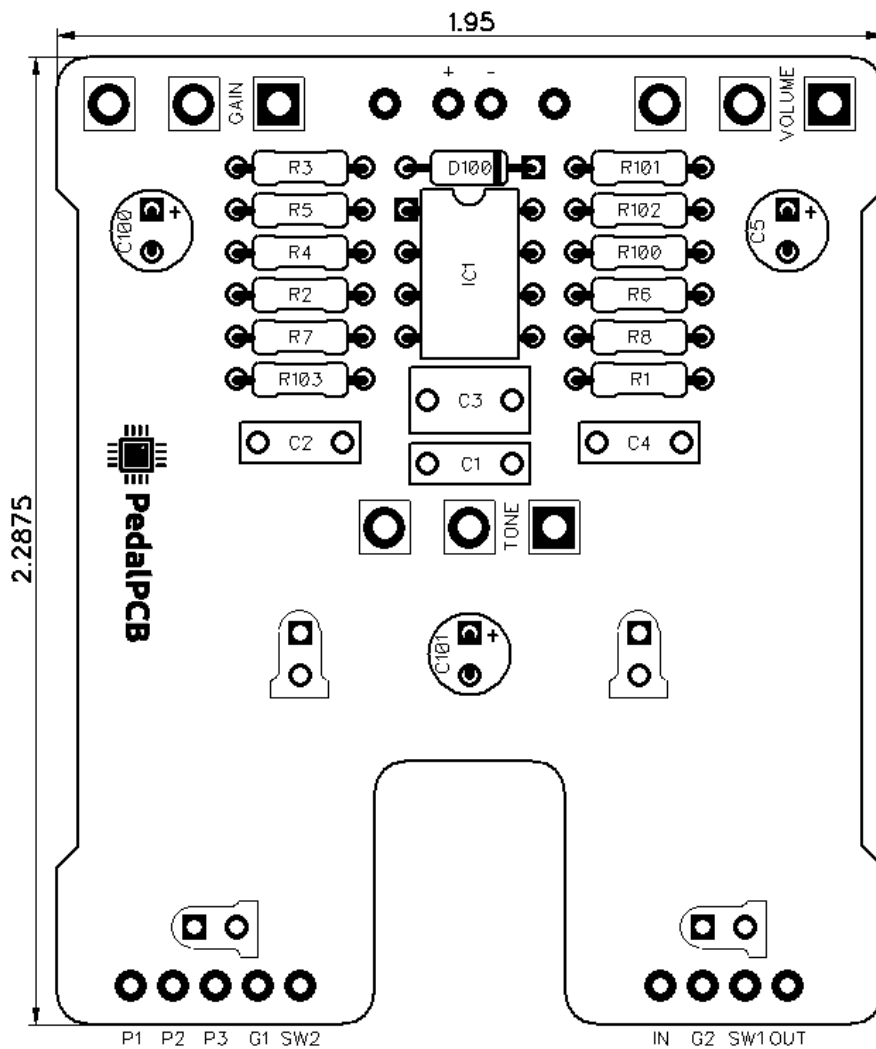 1.95
+ -
GAIN
VOLUME
R3
D100
R101
R5
R102
C100
+
C5
+
R4
IC1
R100
R2
R6
R7
R8
R103
C3
R1
C2
C1
C4
TONE
2.2875
PedalPCB
C101
+
P1 P2 P3 G1 SW2
IN G2 SW1 OUT